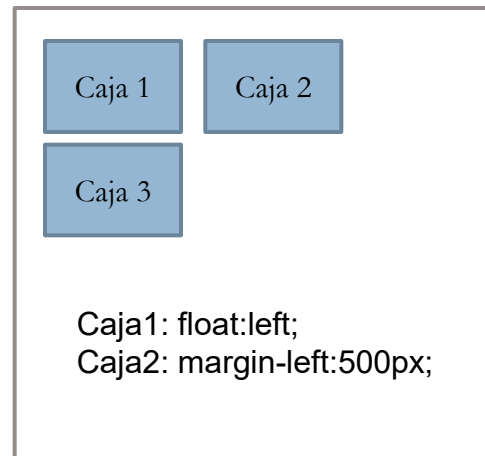 Caja 1
Caja 2
Caja 3
Caja1: float:left;
Caja2: margin-left:500px;